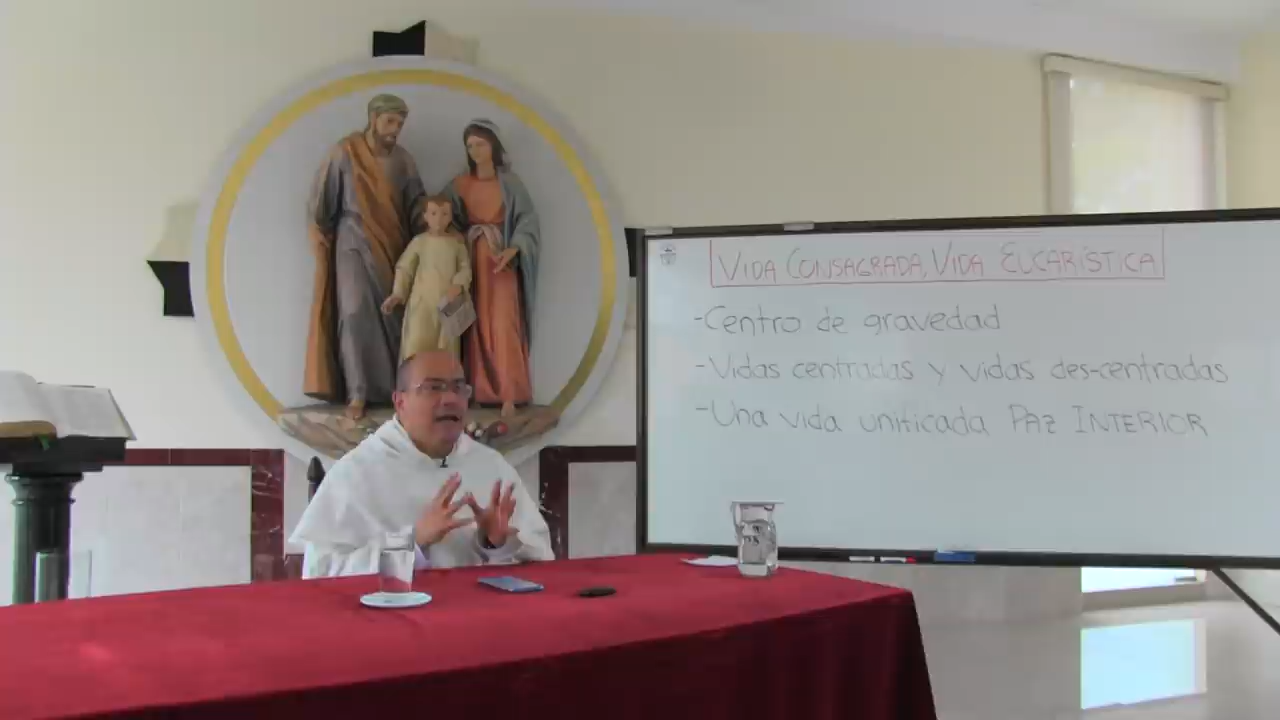 VIDA CONSAGRADA, VIDA EUCARÍSTICA
-Centro de gravedad
-Vidas centradas y vidas des-centradas
-Una vida unificada PAZ INTERIOR